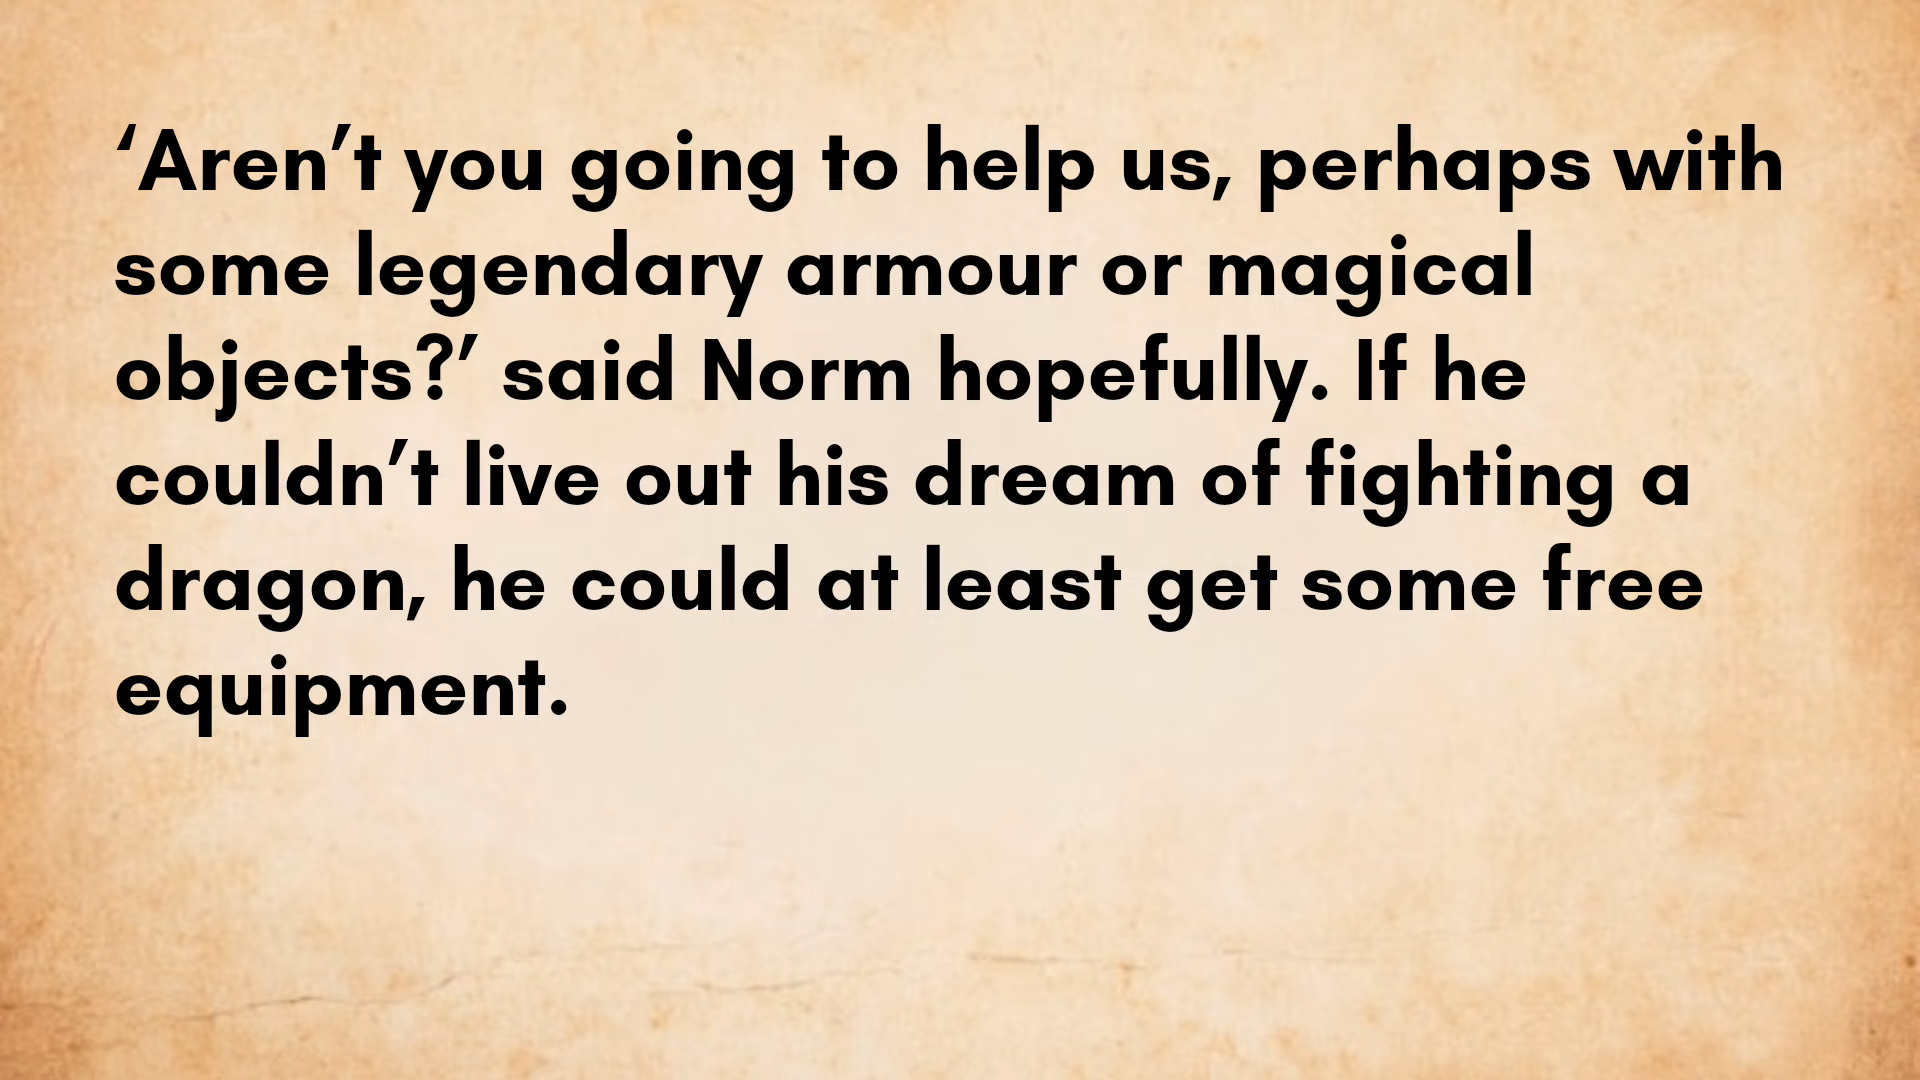 ‘Aren’t you going to help us, perhaps with
some legendary armour or magical
objects?’ said Norm hopefully. If he
couldn’t live out his dream of fighting a
dragon, he could at least get some free
equipment.